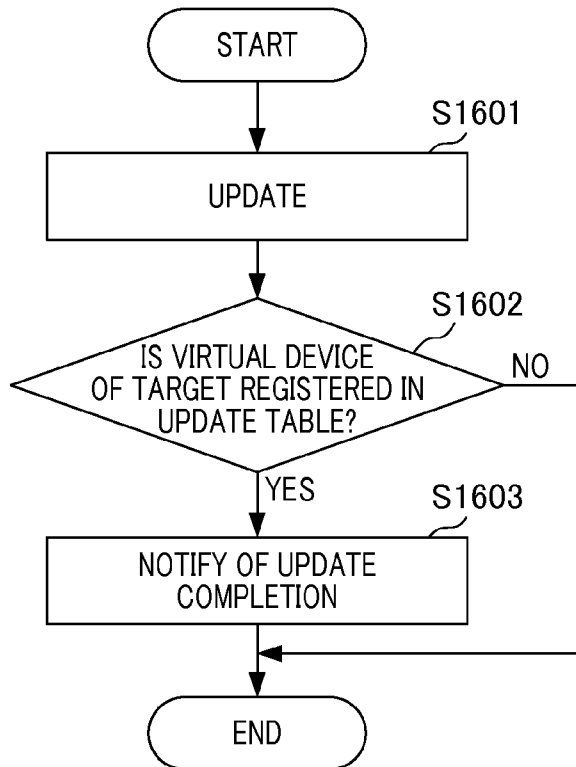 START
S1601
UPDATE
S1602
IS VIRTUAL DEVICE
OF TARGET REGISTERED IN
UPDATE TABLE?
NO
YES
S1603
NOTIFY OF UPDATE
COMPLETION
END